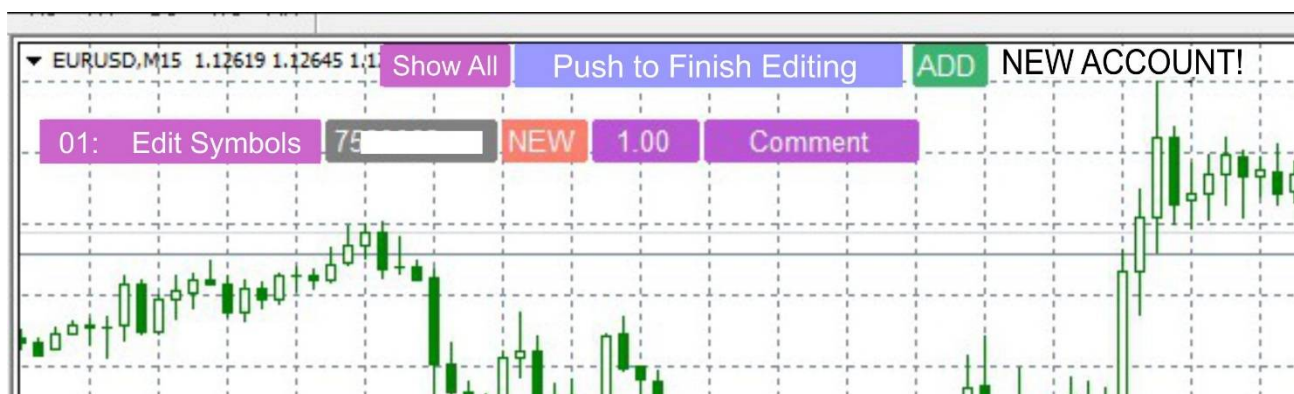 EURUSD,M15 1.12619 1.12645 Show All Push to Finish Editing ADD NEW ACCOUNT!
01: Edit Symbols NEW 1.00 Comment